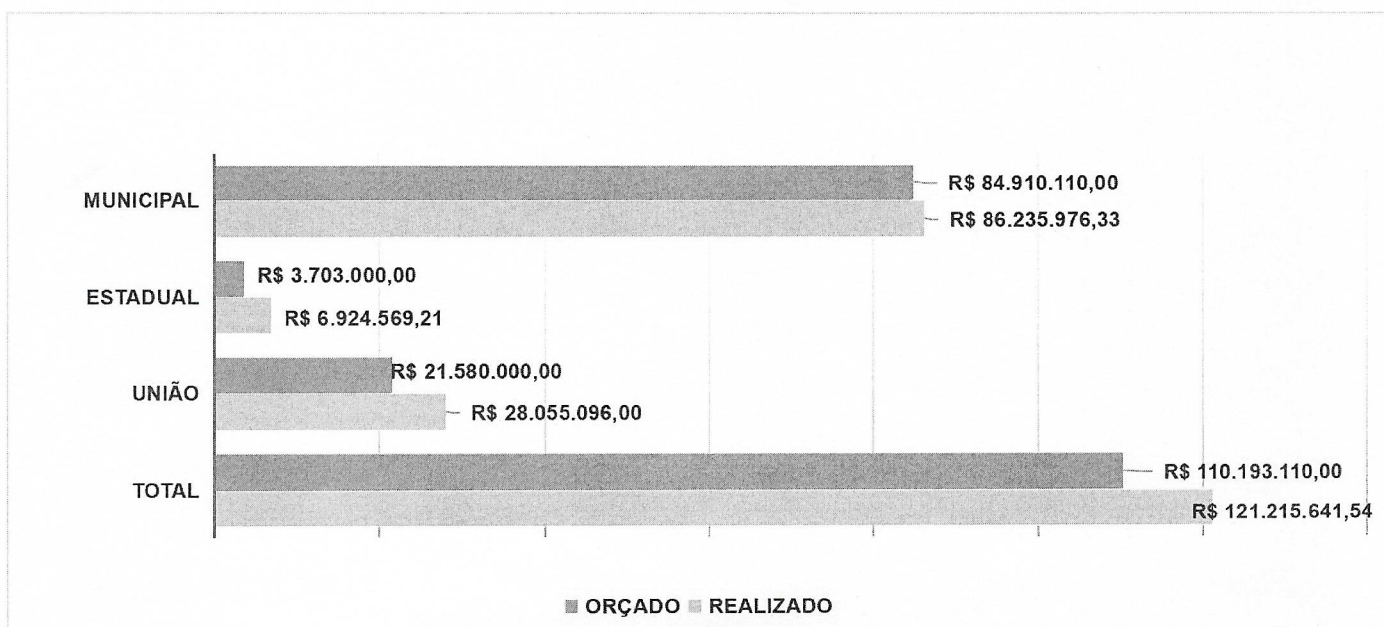 MUNICIPAL
R$ 84.910.110,00
R$ 86.235.976,33
ESTADUAL
R$ 3.703.000,00
R$ 6.924.569,21
UNIÃO
R$ 21.580.000,00
R$ 28.055.096,00
TOTAL
R$ 110.193.110,00
R$ 121.215.641,54
ORÇADO REALIZADO